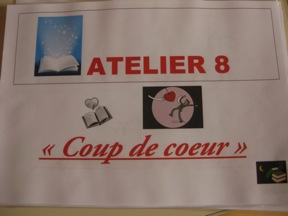 ATELIER 8
« Coup de coeur »